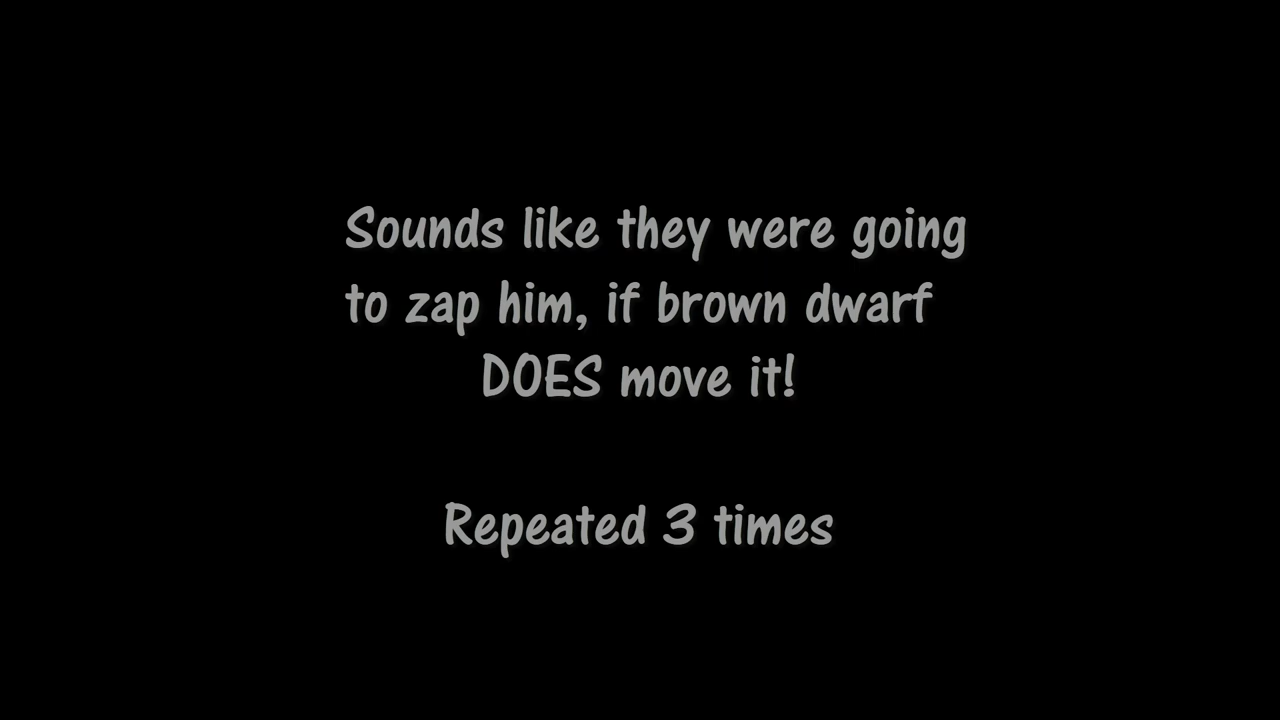 Sounds like they were going
to zap him, if brown dwarf
DOES move it!
Repeated 3 times